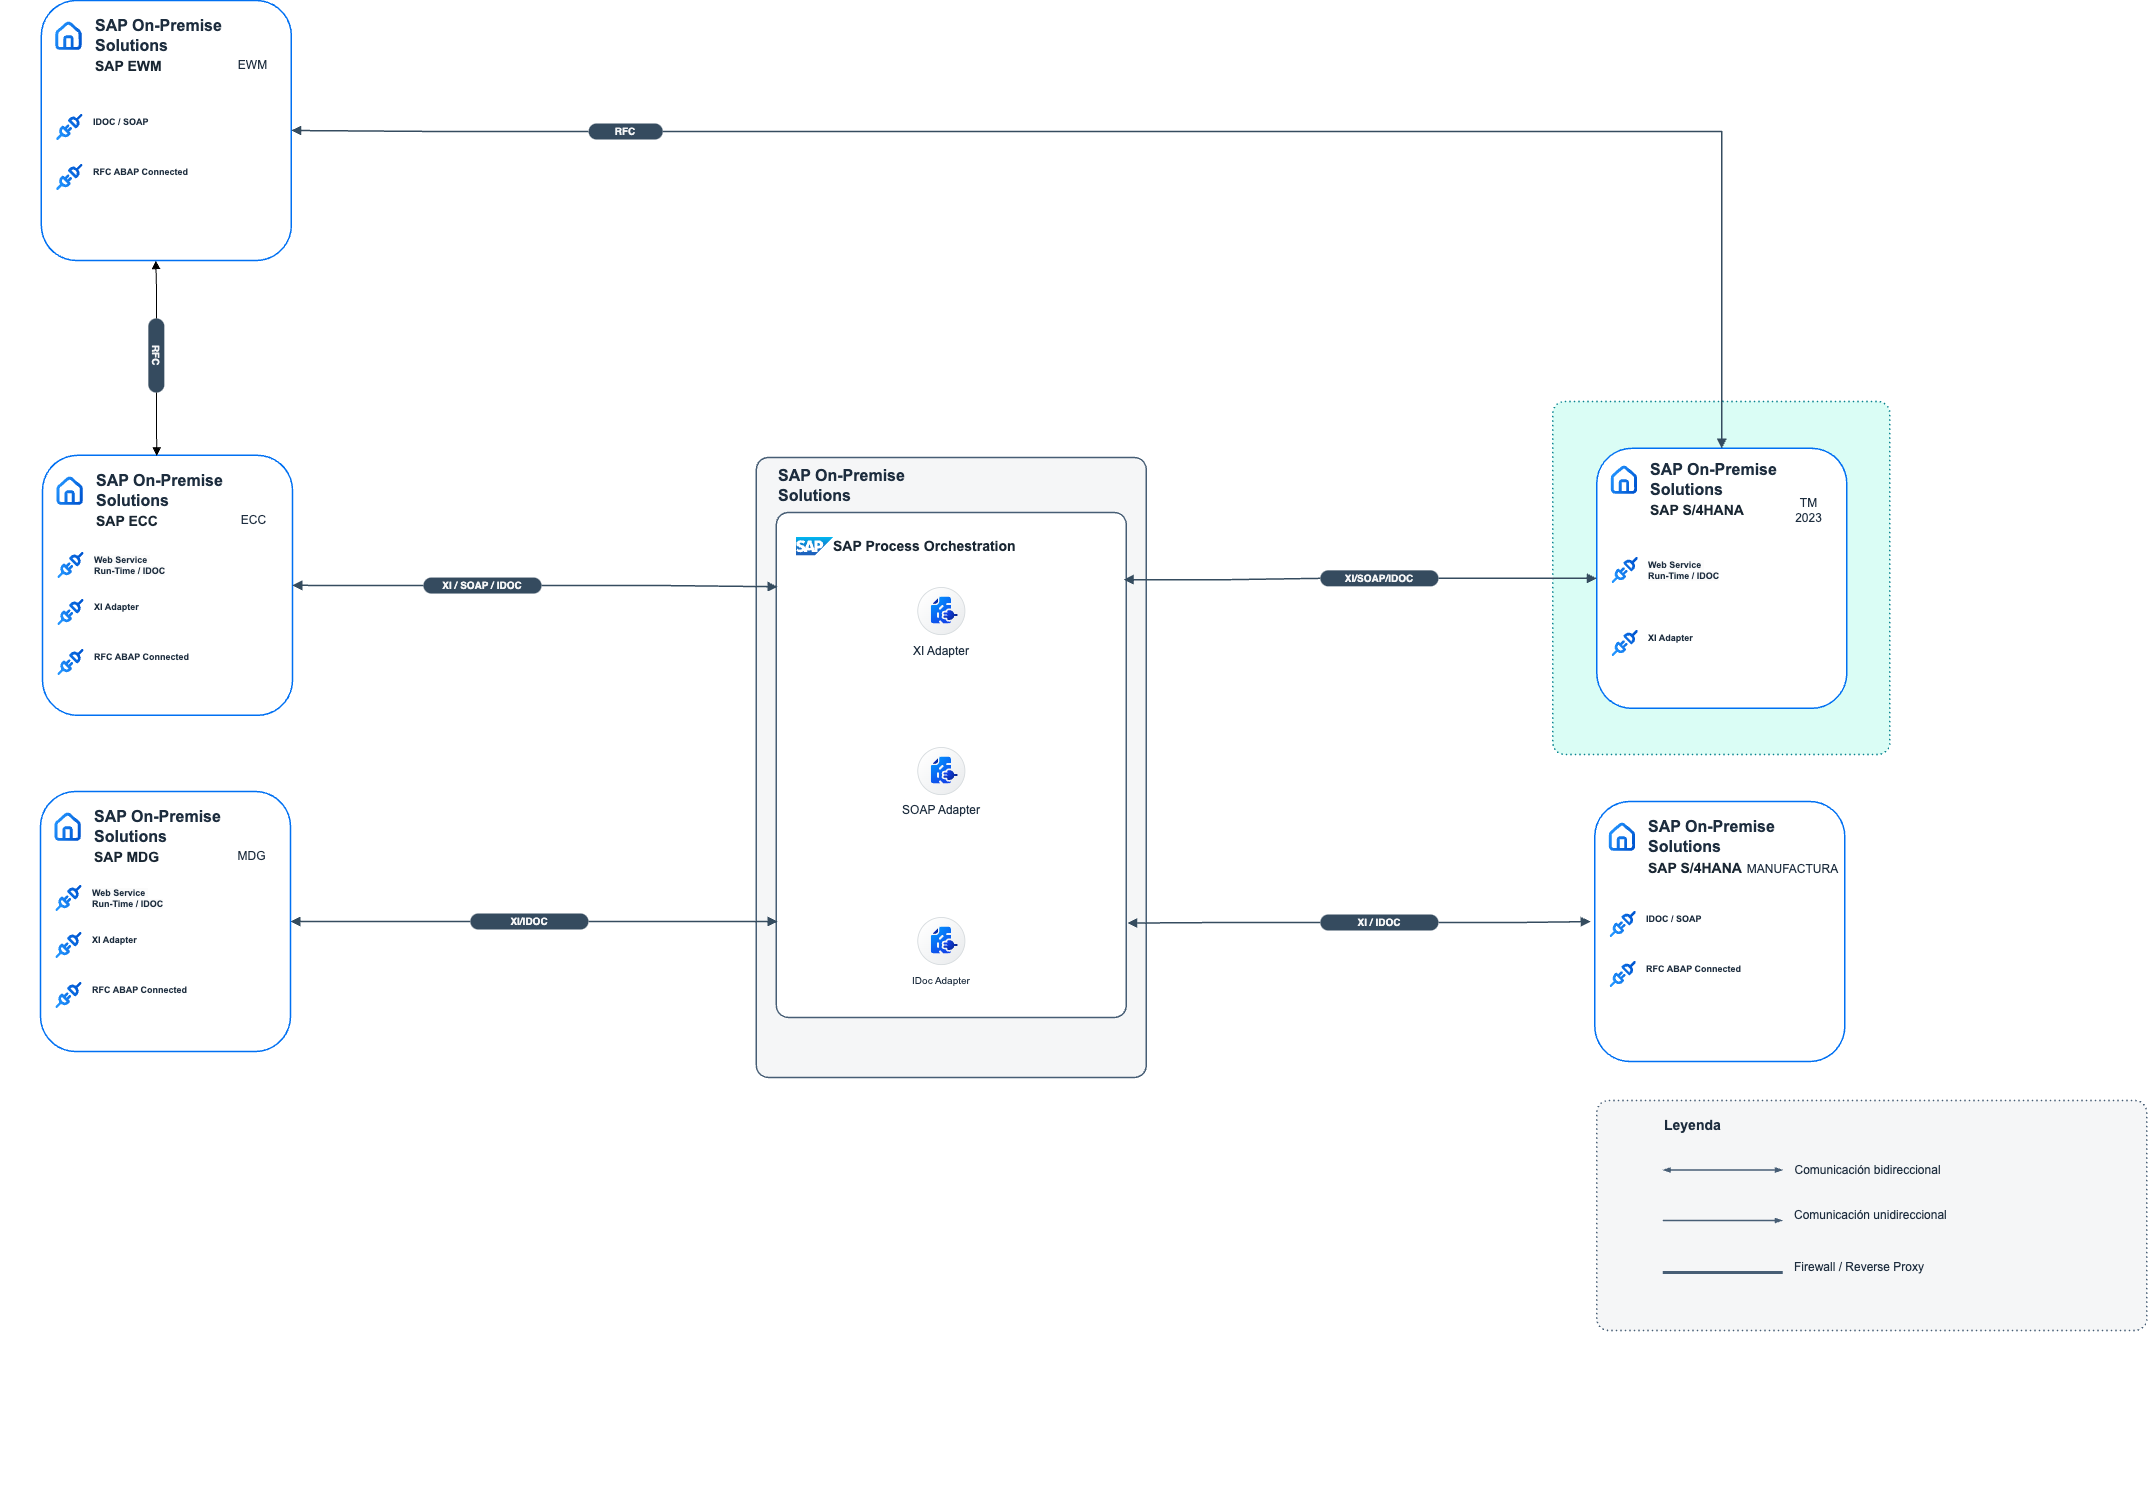 SAP On-Premise
Solutions
SAP EWM
EWM
IDOC / SOAP
RFC ABAP Connected
RFC
RFC
SAP On-Premise
Solutions
SAP ECC
ECC
Web Service
Run-Time / IDOC
XI Adapter
RFC ABAP Connected
XI / SOAP / IDOC
SAP On-Premise
Solutions
SAP SAP Process Orchestration
XI Adapter
SOAP Adapter
IDoc Adapter
XI/SOAP/IDOC
SAP On-Premise
Solutions
SAP S/4HANA
TM
2023
Web Service
Run-Time / IDOC
XI Adapter
SAP On-Premise
Solutions
SAP MDG
MDG
Web Service
Run-Time / IDOC
XI Adapter
RFC ABAP Connected
XI/IDOC
XI / IDOC
SAP On-Premise
Solutions
SAP S/4HANA MANUFACTURA
IDOC / SOAP
RFC ABAP Connected
Leyenda
Comunicación bidireccional
Comunicación unidireccional
Firewall / Reverse Proxy